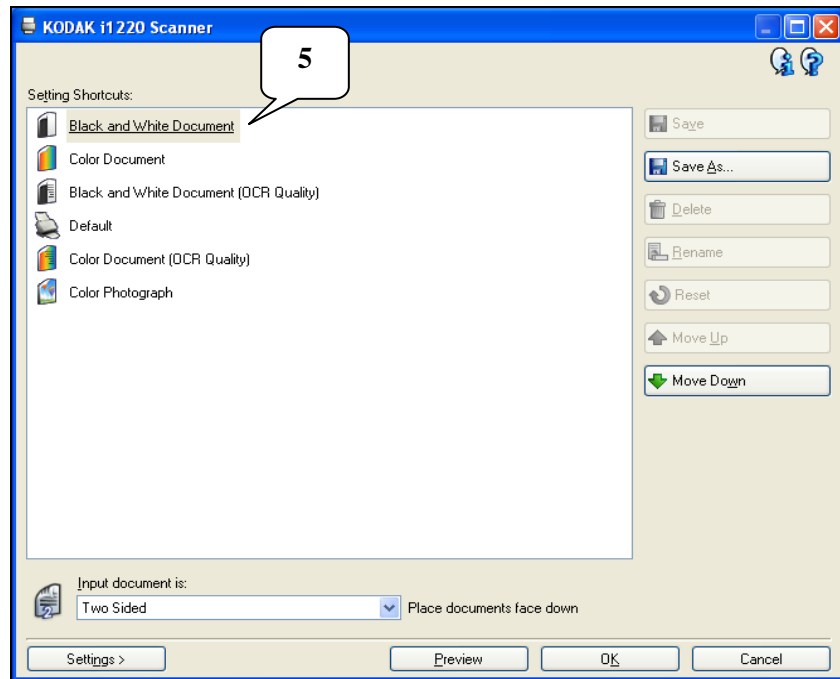 KODAK i1220 Scanner
5
Setting Shortcuts:
Black and White Document
Color Document
Black and White Document (OCR Quality)
Default
Color Document (OCR Quality)
Color Photograph
Save
Save As...
Delete
Rename
Reset
Move Up
Move Down
Input document is:
2
Two Sided
Place documents face down
Settings >
Preview
OK
Cancel